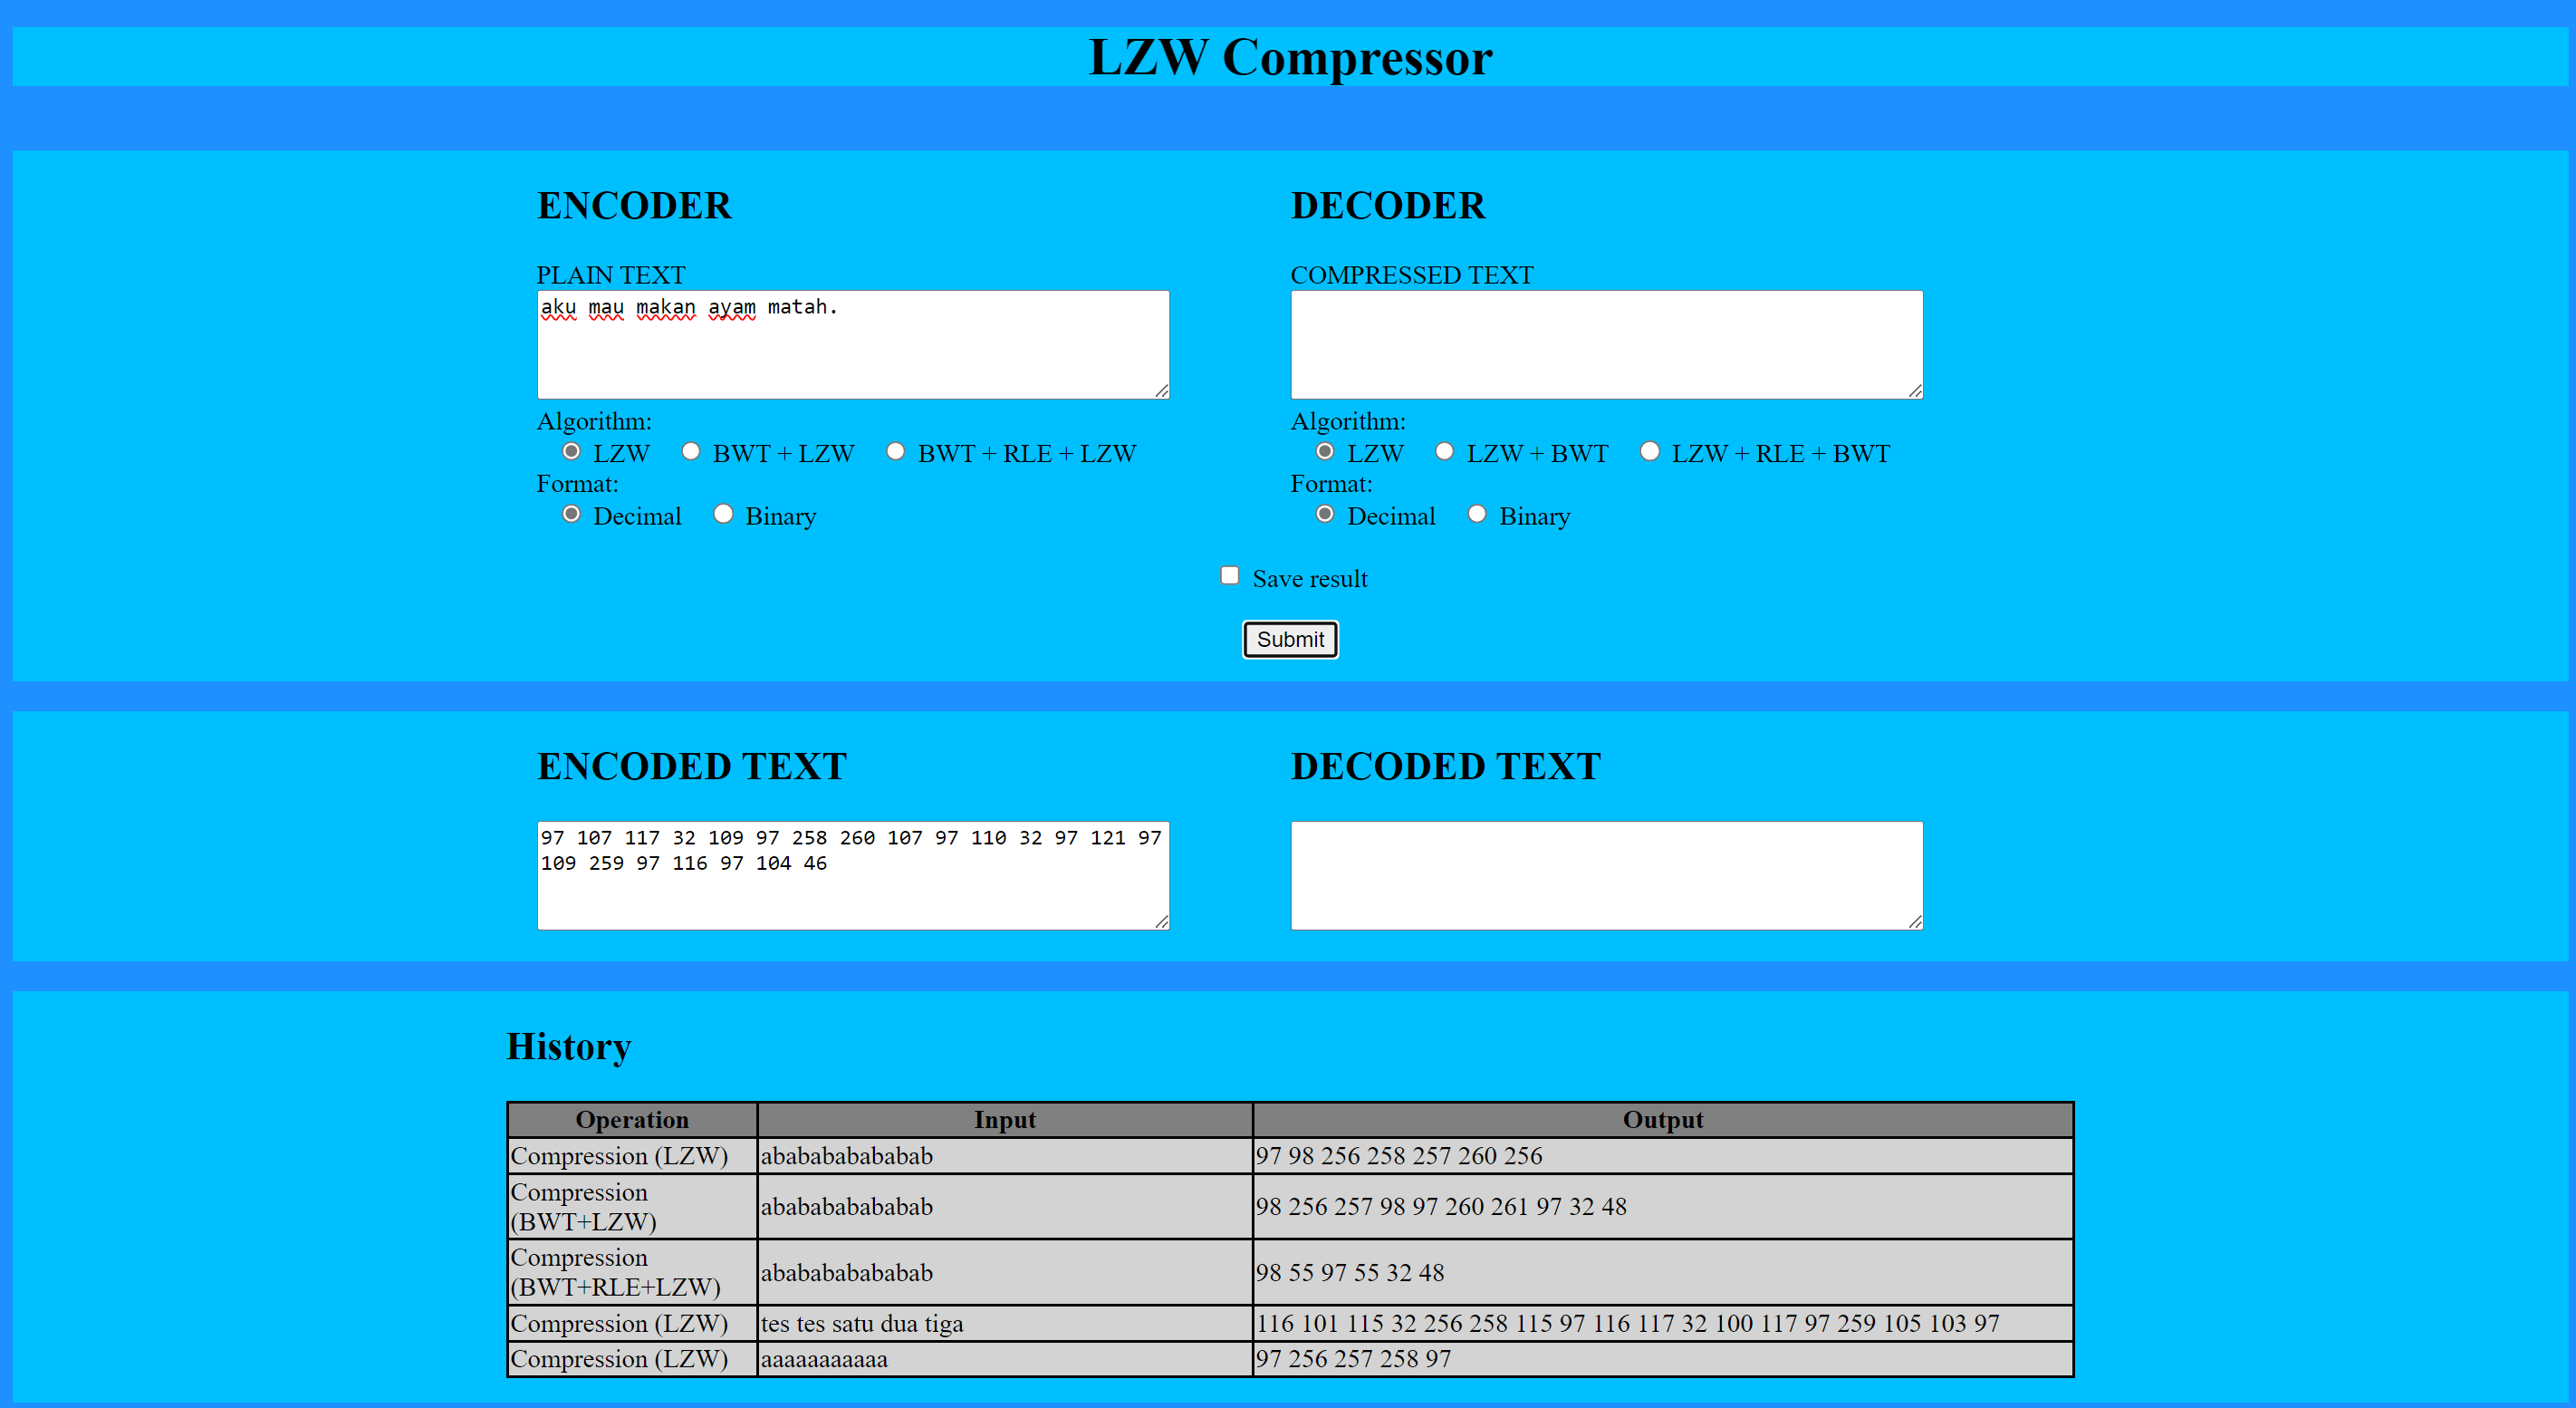 LZW Compressor
ENCODER
PLAIN TEXT
aku mau makan ayam matah.
Algorithm:
LZW BWT + LZW BWT + RLE + LZW
Format:
Decimal Binary
DECODER
COMPRESSED TEXT
Algorithm:
LZW LZW + BWT LZW + RLE + BWT
Format:
Decimal Binary
Save result
Submit
ENCODED TEXT
97 107 117 32 109 97 258 260 107 97 110 32 97 121 97
109 259 97 116 97 104 46
DECODED TEXT
History
Operation Input Output
Compression (LZW) abababababab 97 98 256 258 257 260 256
Compression
(BWT+LZW) abababababab 98 256 257 98 97 260 261 97 32 48
Compression
(BWT+RLE+LZW) abababababab 98 55 97 55 32 48
Compression (LZW) tes tes satu dua tiga 116 101 115 32 256 258 115 97 116 117 32 100 117 97 259 105 103 97
Compression (LZW) aaaaaaaaaaa 97 256 257 258 97